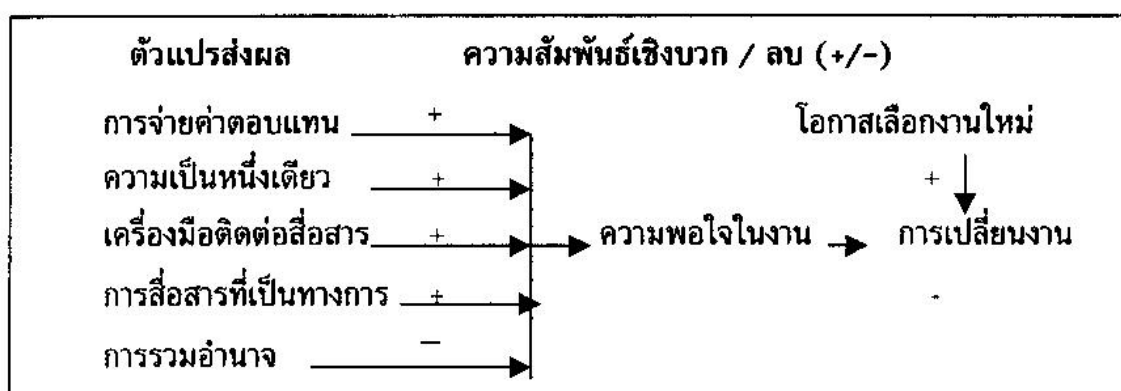 ตัวแปรส่งผล ความสัมพันธ์เชิงบวก / ลบ (+/-)
การจ่ายค่าตอบแทน + โอกาสเลือกงานใหม่
ความเป็นหนึ่งเดียว + +
เครื่องมือติดต่อสื่อสาร + ความพอใจในงาน การเปลี่ยนงาน
การสื่อสารที่เป็นทางการ + -
การรวมอำนาจ −